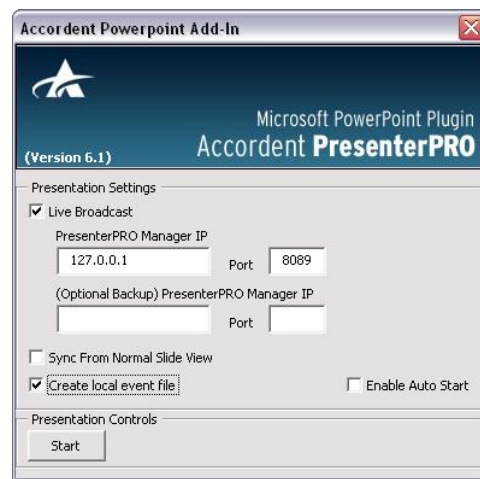 Accordent Powerpoint Add-In
Microsoft PowerPoint Plugin
(Version 6.1) Accordent PresenterPRO
Presentation Settings
Live Broadcast
PresenterPRO Manager IP
127.0.0.1 Port 8089
(Optional Backup) PresenterPRO Manager IP
Port
Sync From Normal Slide View
Create local event file Enable Auto Start
Presentation Controls
Start